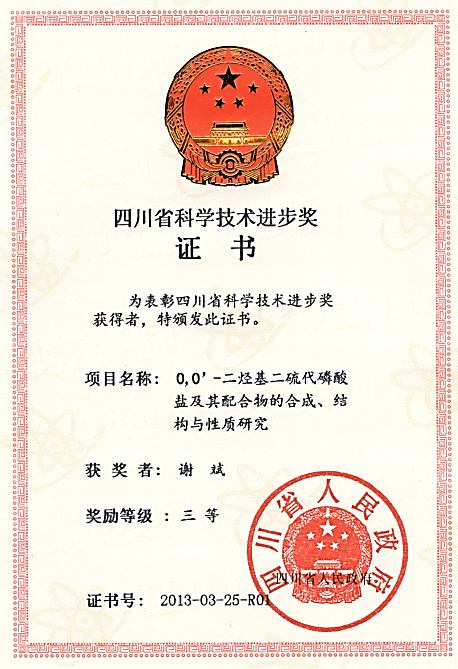 四川省科学技术进步奖
证 书
为表彰四川省科学技术进步奖
获得者，特颁发此证书。
项目名称： O,O'-二烃基二硫代磷酸
盐及其配合物的合成、结
构与性质研究
获 奖 者： 谢 斌
奖励等级 ： 三 等
四川省人民政府
四川省人民政府
证书号： 2013-03-25-R01